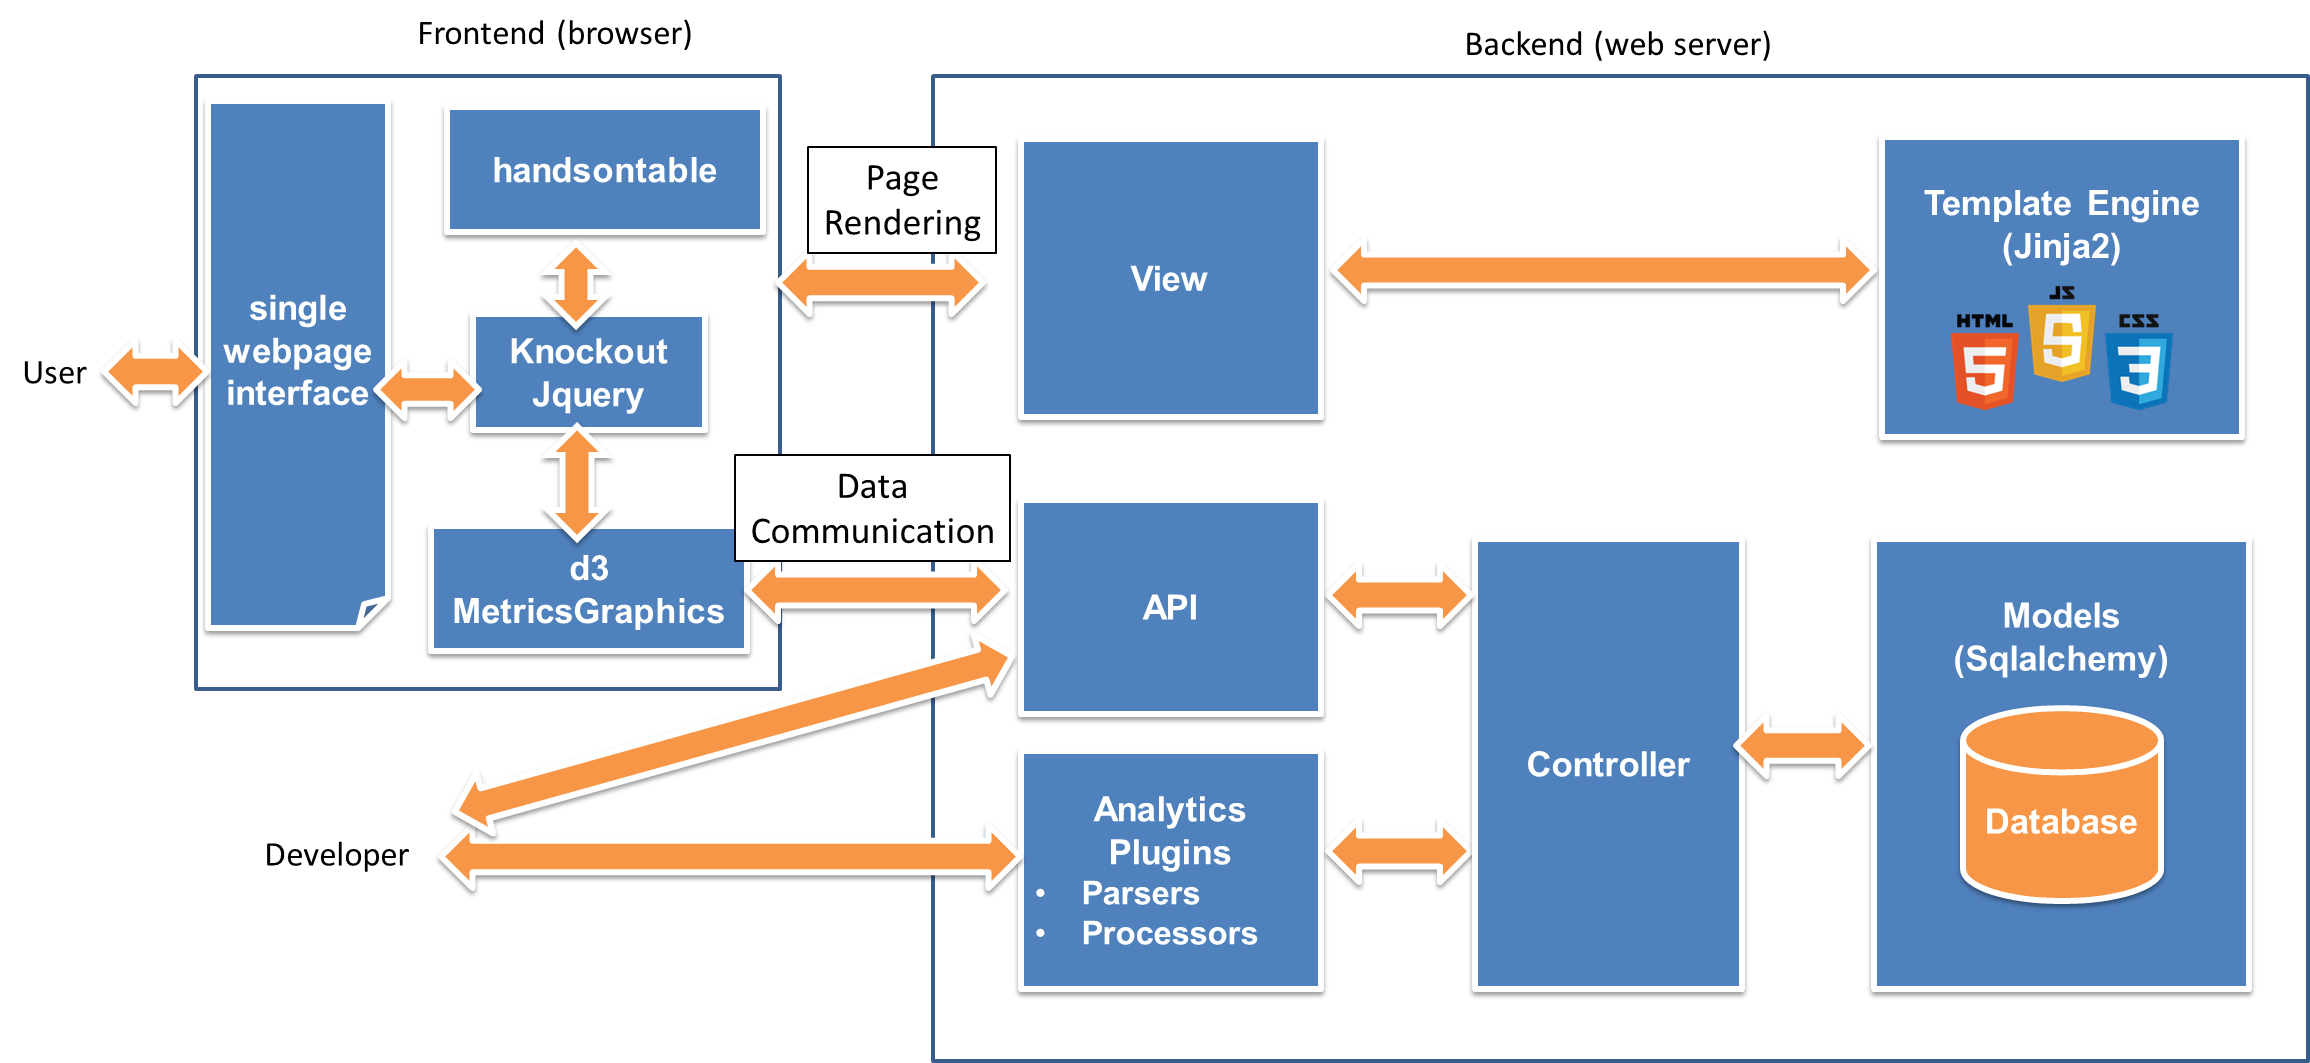 Frontend (browser)
Backend (web server)
handsontable
Page
Rendering
View
Template Engine
(Jinja2)
HTML
JS
CSS
5
5
3
single
webpage
interface
User
Knockout
Jquery
Data
Communication
d3
MetricsGraphics
API
Models
(Sqlalchemy)
Controller
Database
Developer
Analytics
Plugins
• Parsers
• Processors